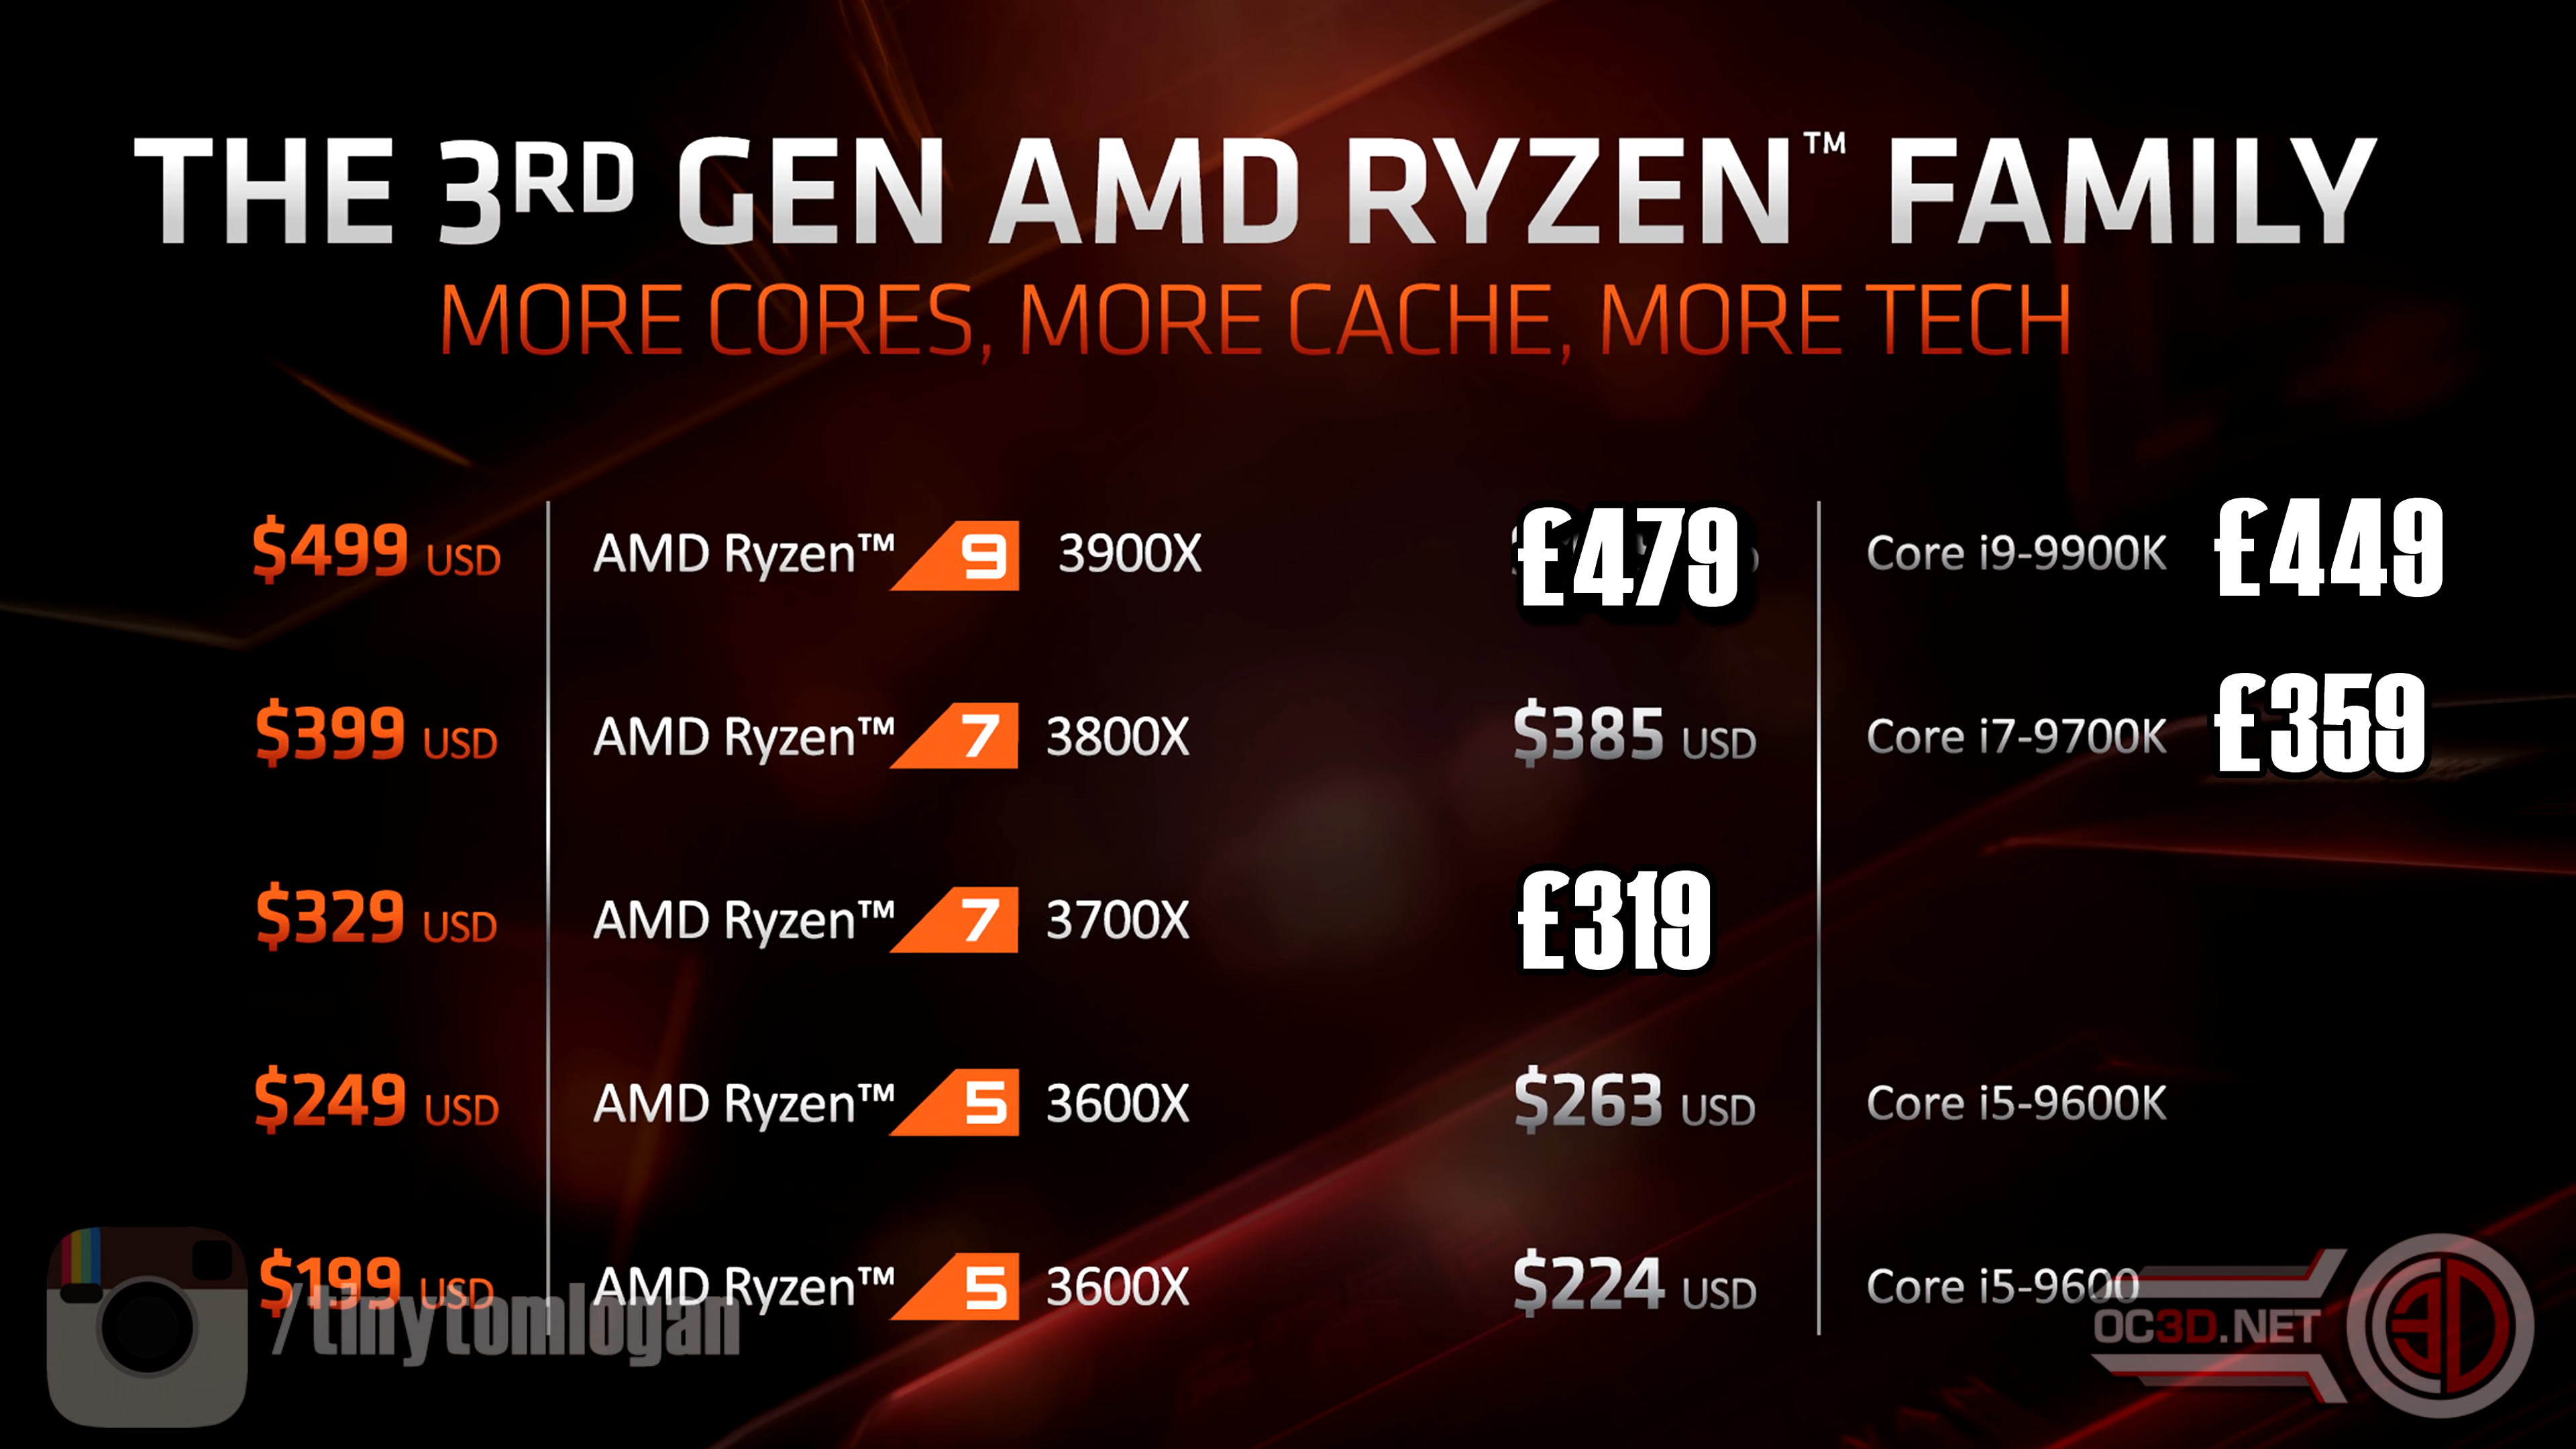 THE 3RD GEN AMD RYZEN™ FAMILY
MORE CORES, MORE CACHE, MORE TECH
$499 USD AMD Ryzen™ 9 3900X £479 Core i9-9900K £449
$399 USD AMD Ryzen™ 7 3800X $385 USD Core i7-9700K £359
$329 USD AMD Ryzen™ 7 3700X £319
$249 USD AMD Ryzen™ 5 3600X $263 USD Core i5-9600K
$199 USD AMD Ryzen™ 5 3600X $224 USD Core i5-9600
/tinytomlogan
OC3D.NET 3D